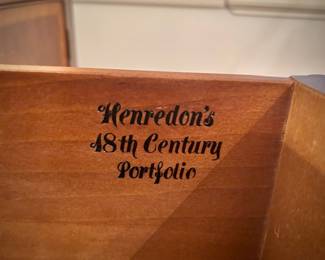 Henredon's
18th Century
Portfolio